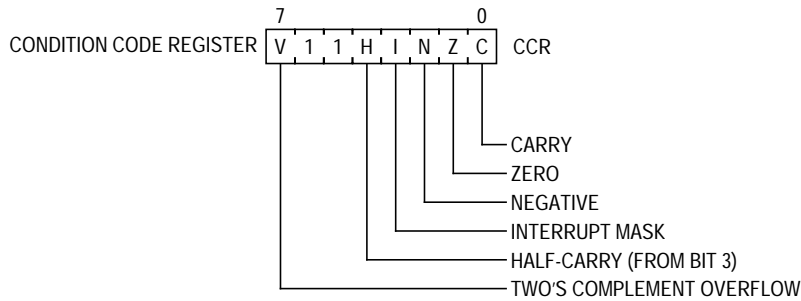 7 0
CONDITION CODE REGISTER V 1 1 H I N Z C CCR
CARRY
ZERO
NEGATIVE
INTERRUPT MASK
HALF-CARRY (FROM BIT 3)
TWO'S COMPLEMENT OVERFLOW